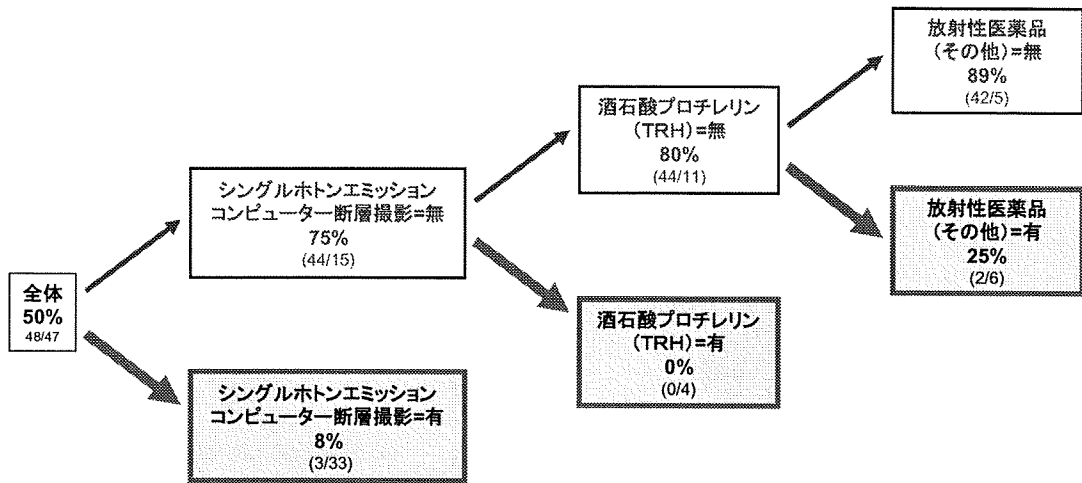 全体
50%
48/47
シングルホトンエミッション
コンピューター断層撮影=無
75%
(44/15)
シングルホトンエミッション
コンピューター断層撮影=有
8%
(3/33)
酒石酸プロチレリン
(TRH)=無
80%
(44/11)
酒石酸プロチレリン
(TRH)=有
0%
(0/4)
放射性医薬品
(その他)=無
89%
(42/5)
放射性医薬品
(その他)=有
25%
(2/6)